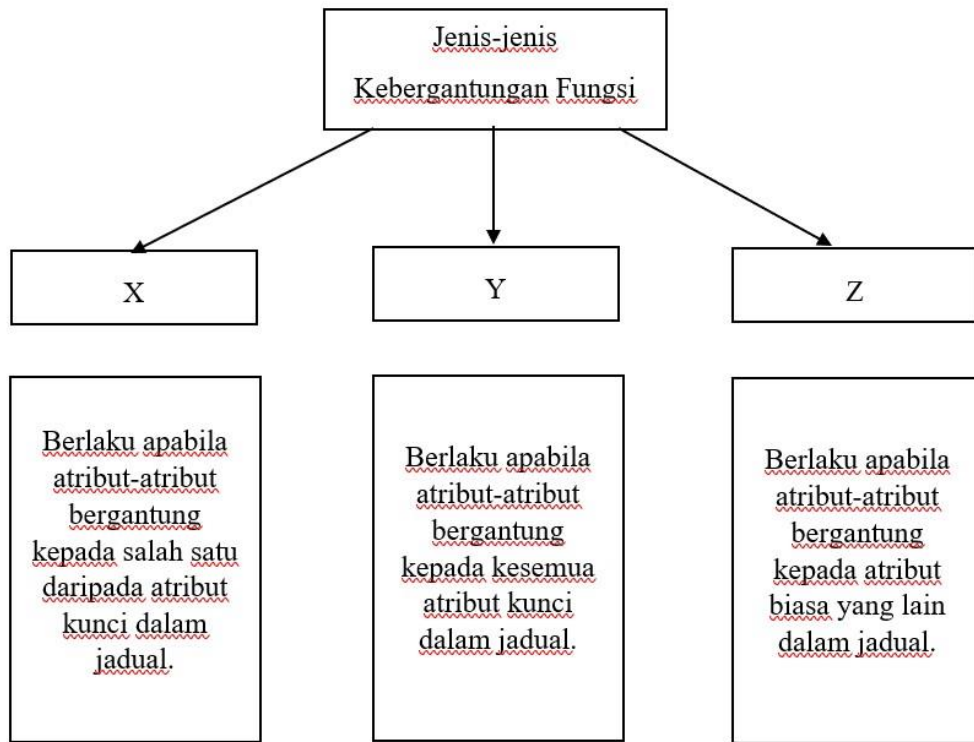 Jenis-jenis
Kebergantungan Fungsi
X
Y
Z
Berlaku apabila
atribut-atribut
bergantung
kepada salah satu
daripada atribut
kunci dalam
jadual.
Berlaku apabila
atribut-atribut
bergantung
kepada kesemua
atribut kunci
dalam jadual.
Berlaku apabila
atribut-atribut
bergantung
kepada atribut
biasa yang lain
dalam jadual.